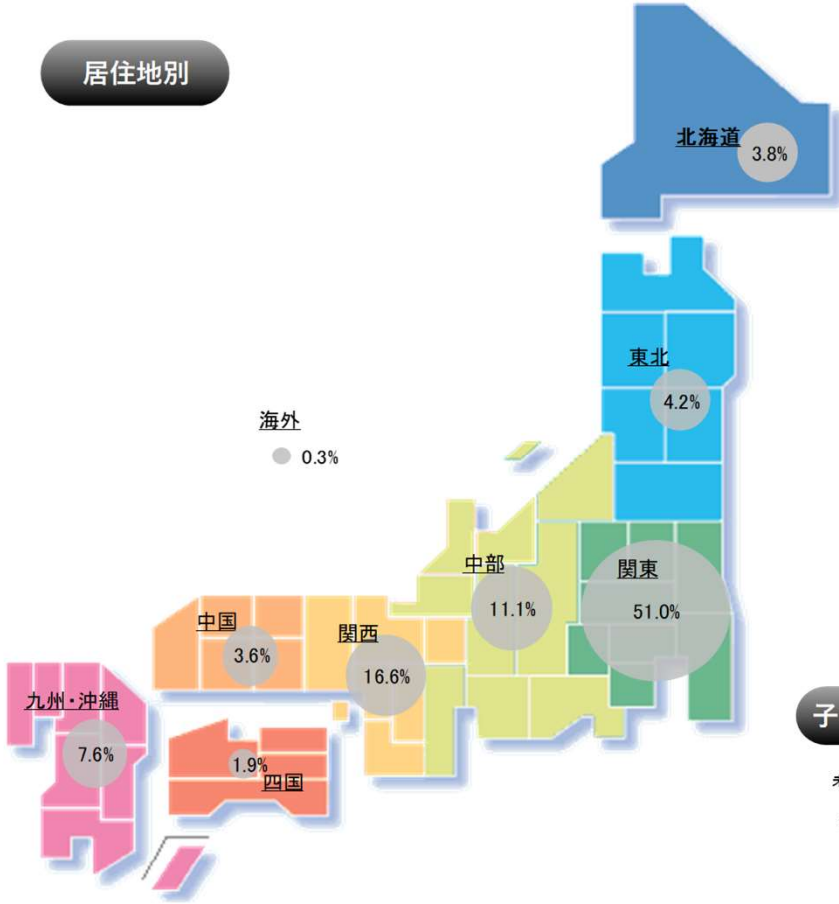 居住地別
北海道
3.8%
東北
4.2%
海外
0.3%
中部
11.1%
関東
51.0%
中国
3.6%
関西
16.6%
九州・沖縄
7.6%
1.9%
四国
子